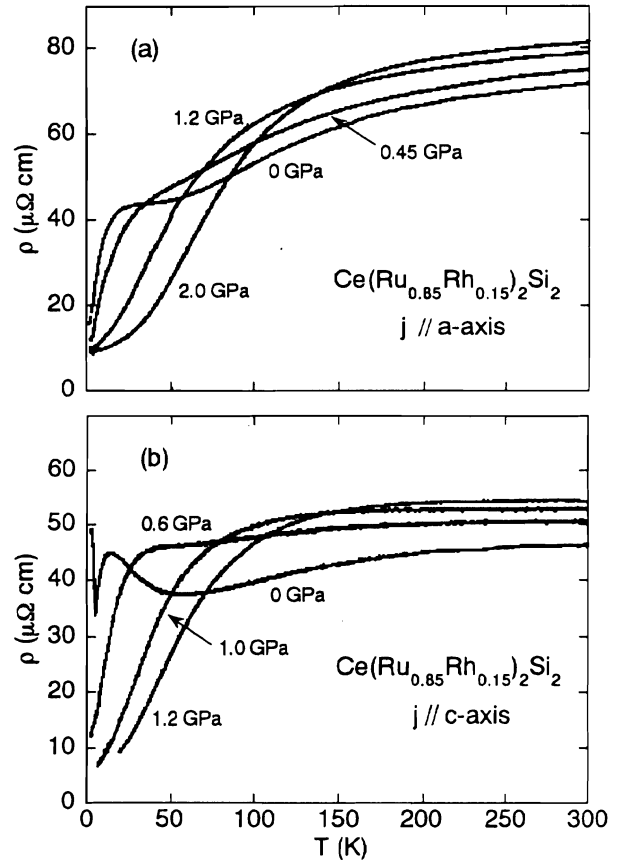 (a)
80
60
40
20
0
ρ (μΩ cm)
1.2 GPa
0.45 GPa
0 GPa
2.0 GPa
Ce(Ru0.85Rh0.15)2Si2
j // a-axis
(b)
60
50
40
30
20
10
0
ρ (μΩ cm)
0.6 GPa
0 GPa
1.0 GPa
1.2 GPa
Ce(Ru0.85Rh0.15)2Si2
j // c-axis
0 50 100 150 200 250 300
T (K)